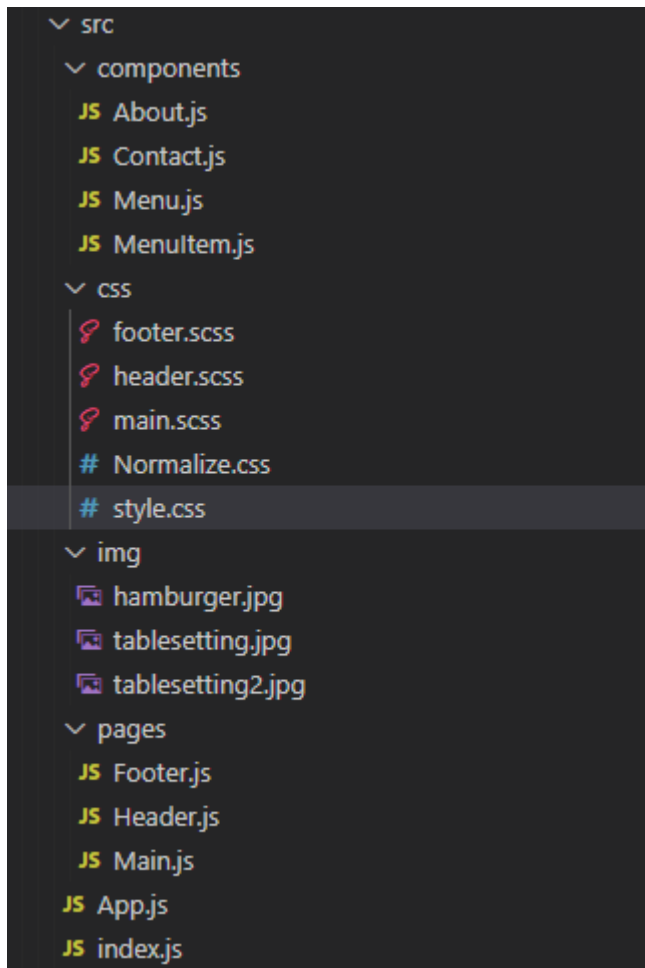 src
components
JS About.js
JS Contact.js
JS Menu.js
JS MenuItem.js
css
footer.scss
header.scss
main.scss
# Normalize.css
# style.css
img
hamburger.jpg
tablesetting.jpg
tablesetting2.jpg
pages
JS Footer.js
JS Header.js
JS Main.js
JS App.js
JS index.js